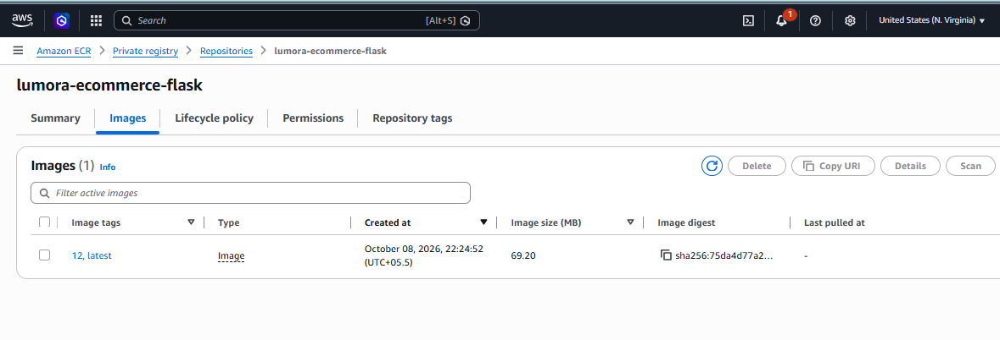 aws
Search [Alt+S]
1
United States (N. Virginia)
Amazon ECR > Private registry > Repositories > lumora-ecommerce-flask
lumora-ecommerce-flask
Summary Images Lifecycle policy Permissions Repository tags
Images (1) Info
Delete Copy URI Details Scan
Filter active images
Image tags Type Created at Image size (MB) Image digest Last pulled at
12, latest Image October 08, 2026, 22:24:52 69.20 sha256:75da4d77a2... -
(UTC+05.5)